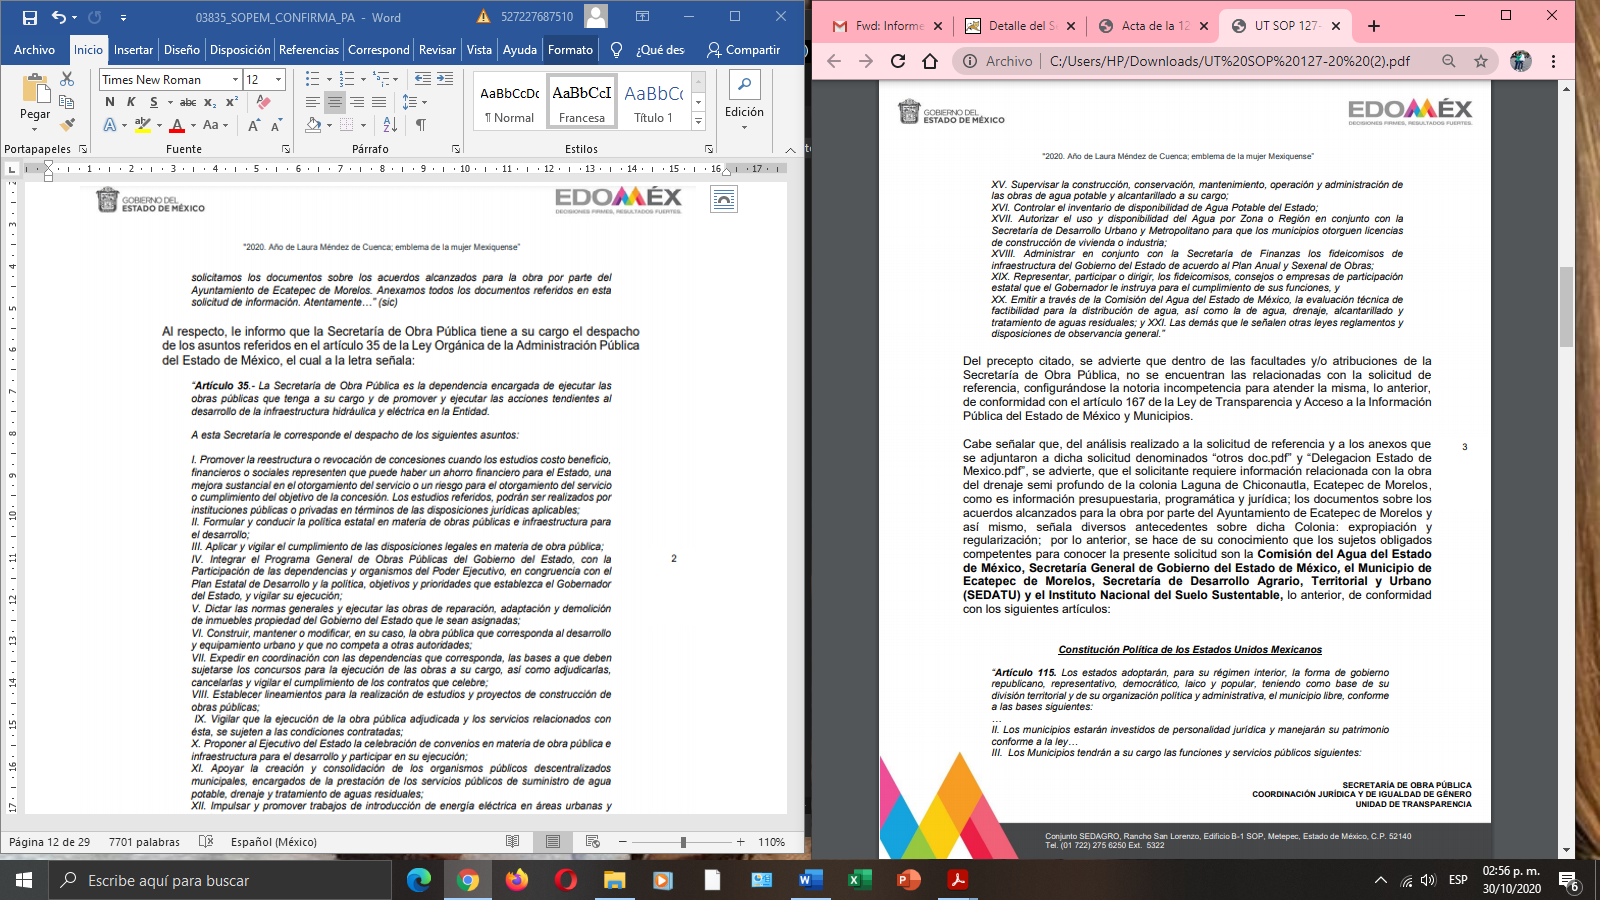 03835_SOPEM_CONFIRMA_PA - Word
527227687510
Archivo Inicio Insertar Diseño Disposición Referencias Correspond Revisar Vista Ayuda Formato ¿Qué des Compartir
Times New Roman 12
Pegar
N K S abc x₂ x²
A ab A Aa A A
AaBbCcDc AaBbCcI AaBbCc
¶ Normal Francesa Título 1
Edición
Portapapeles Fuente Párrafo Estilos
1 2 3 4 5 6 7 8 9 10 11 12 13 14 15 16 17
GOBIERNO DEL
ESTADO DE MÉXICO
EDOMÉX
DECISIONES FIRMES, RESULTADOS FUERTES.
"2020. Año de Laura Méndez de Cuenca; emblema de la mujer Mexiquense"
solicitamos los documentos sobre los acuerdos alcanzados para la obra por parte del
Ayuntamiento de Ecatepec de Morelos. Anexamos todos los documentos referidos en esta
solicitud de información. Atentamente…" (sic)
Al respecto, le informo que la Secretaría de Obra Pública tiene a su cargo el despacho
de los asuntos referidos en el artículo 35 de la Ley Orgánica de la Administración Pública
del Estado de México, el cual a la letra señala:
"Artículo 35.- La Secretaría de Obra Pública es la dependencia encargada de ejecutar las
obras públicas que tenga a su cargo y de promover y ejecutar las acciones tendientes al
desarrollo de la infraestructura hidráulica y eléctrica en la Entidad.
A esta Secretaría le corresponde el despacho de los siguientes asuntos:
I. Promover la reestructura o revocación de concesiones cuando los estudios costo beneficio,
financieros o sociales representen que puede haber un ahorro financiero para el Estado, una
mejora sustancial en el otorgamiento del servicio o un riesgo para el otorgamiento del servicio
o cumplimiento del objetivo de la concesión. Los estudios referidos, podrán ser realizados por
instituciones públicas o privadas en términos de las disposiciones jurídicas aplicables;
II. Formular y conducir la política estatal en materia de obras públicas e infraestructura para
el desarrollo;
III. Aplicar y vigilar el cumplimiento de las disposiciones legales en materia de obra pública;
IV. Integrar el Programa General de Obras Públicas del Gobierno del Estado, con la
Participación de las dependencias y organismos del Poder Ejecutivo, en congruencia con el
Plan Estatal de Desarrollo y la política, objetivos y prioridades que establezca el Gobernador
del Estado, y vigilar su ejecución;
V. Dictar las normas generales y ejecutar las obras de reparación, adaptación y demolición
de inmuebles propiedad del Gobierno del Estado que le sean asignadas;
VI. Construir, mantener o modificar, en su caso, la obra pública que corresponda al desarrollo
y equipamiento urbano y que no competa a otras autoridades;
VII. Expedir en coordinación con las dependencias que corresponda, las bases a que deben
sujetarse los concursos para la ejecución de las obras a su cargo, así como adjudicarlas,
cancelarlas y vigilar el cumplimiento de los contratos que celebre;
VIII. Establecer lineamientos para la realización de estudios y proyectos de construcción de
obras públicas;
IX. Vigilar que la ejecución de la obra pública adjudicada y los servicios relacionados con
ésta, se sujeten a las condiciones contratadas;
X. Proponer al Ejecutivo del Estado la celebración de convenios en materia de obra pública e
infraestructura para el desarrollo y participar en su ejecución;
XI. Apoyar la creación y consolidación de los organismos públicos descentralizados
municipales, encargados de la prestación de los servicios públicos de suministro de agua
potable, drenaje y tratamiento de aguas residuales;
XII. Impulsar y promover trabajos de introducción de energía eléctrica en áreas urbanas y
2
Página 12 de 29 7701 palabras Español (México) 110%
Fwd: Informe Detalle del S Acta de la 12 UT SOP 127-
Archivo C:/Users/HP/Downloads/UT%20SOP%20127-20%20(2).pdf
GOBIERNO DEL
ESTADO DE MÉXICO
EDOMÉX
DECISIONES FIRMES, RESULTADOS FUERTES.
"2020. Año de Laura Méndez de Cuenca; emblema de la mujer Mexiquense"
XV. Supervisar la construcción, conservación, mantenimiento, operación y administración de
las obras de agua potable y alcantarillado a su cargo;
XVI. Controlar el inventario de disponibilidad de Agua Potable del Estado;
XVII. Autorizar el uso y disponibilidad del Agua por Zona o Región en conjunto con la
Secretaría de Desarrollo Urbano y Metropolitano para que los municipios otorguen licencias
de construcción de vivienda o industria;
XVIII. Administrar en conjunto con la Secretaría de Finanzas los fideicomisos de
infraestructura del Gobierno del Estado de acuerdo al Plan Anual y Sexenal de Obras;
XIX. Representar, participar o dirigir, los fideicomisos, consejos o empresas de participación
estatal que el Gobernador le instruya para el cumplimiento de sus funciones, y
XX. Emitir a través de la Comisión del Agua del Estado de México, la evaluación técnica de
factibilidad para la distribución de agua, así como la de agua, drenaje, alcantarillado y
tratamiento de aguas residuales; y XXI. Las demás que le señalen otras leyes reglamentos y
disposiciones de observancia general."
Del precepto citado, se advierte que dentro de las facultades y/o atribuciones de la
Secretaría de Obra Pública, no se encuentran las relacionadas con la solicitud de
referencia, configurándose la notoria incompetencia para atender la misma, lo anterior,
de conformidad con el artículo 167 de la Ley de Transparencia y Acceso a la Información
Pública del Estado de México y Municipios.
Cabe señalar que, del análisis realizado a la solicitud de referencia y a los anexos que
se adjuntaron a dicha solicitud denominados "otros doc.pdf" y "Delegacion Estado de
Mexico.pdf", se advierte, que el solicitante requiere información relacionada con la obra
del drenaje semi profundo de la colonia Laguna de Chiconautla, Ecatepec de Morelos,
como es información presupuestaria, programática y jurídica; los documentos sobre los
acuerdos alcanzados para la obra por parte del Ayuntamiento de Ecatepec de Morelos y
así mismo, señala diversos antecedentes sobre dicha Colonia: expropiación y
regularización; por lo anterior, se hace de su conocimiento que los sujetos obligados
competentes para conocer la presente solicitud son la Comisión del Agua del Estado
de México, Secretaría General de Gobierno del Estado de México, el Municipio de
Ecatepec de Morelos, Secretaría de Desarrollo Agrario, Territorial y Urbano
(SEDATU) y el Instituto Nacional del Suelo Sustentable, lo anterior, de conformidad
con los siguientes artículos:
3
Constitución Política de los Estados Unidos Mexicanos
"Artículo 115. Los estados adoptarán, para su régimen interior, la forma de gobierno
republicano, representativo, democrático, laico y popular, teniendo como base de su
división territorial y de su organización política y administrativa, el municipio libre, conforme
a las bases siguientes:
…
II. Los municipios estarán investidos de personalidad jurídica y manejarán su patrimonio
conforme a la ley…
III. Los Municipios tendrán a su cargo las funciones y servicios públicos siguientes:
SECRETARÍA DE OBRA PÚBLICA
COORDINACIÓN JURÍDICA Y DE IGUALDAD DE GÉNERO
UNIDAD DE TRANSPARENCIA
Conjunto SEDAGRO, Rancho San Lorenzo, Edificio B-1 SOP, Metepec, Estado de México, C.P. 52140
Tel. (01 722) 275 6250 Ext. 5322
Escribe aquí para buscar
ESP
02:56 p. m.
30/10/2020
6